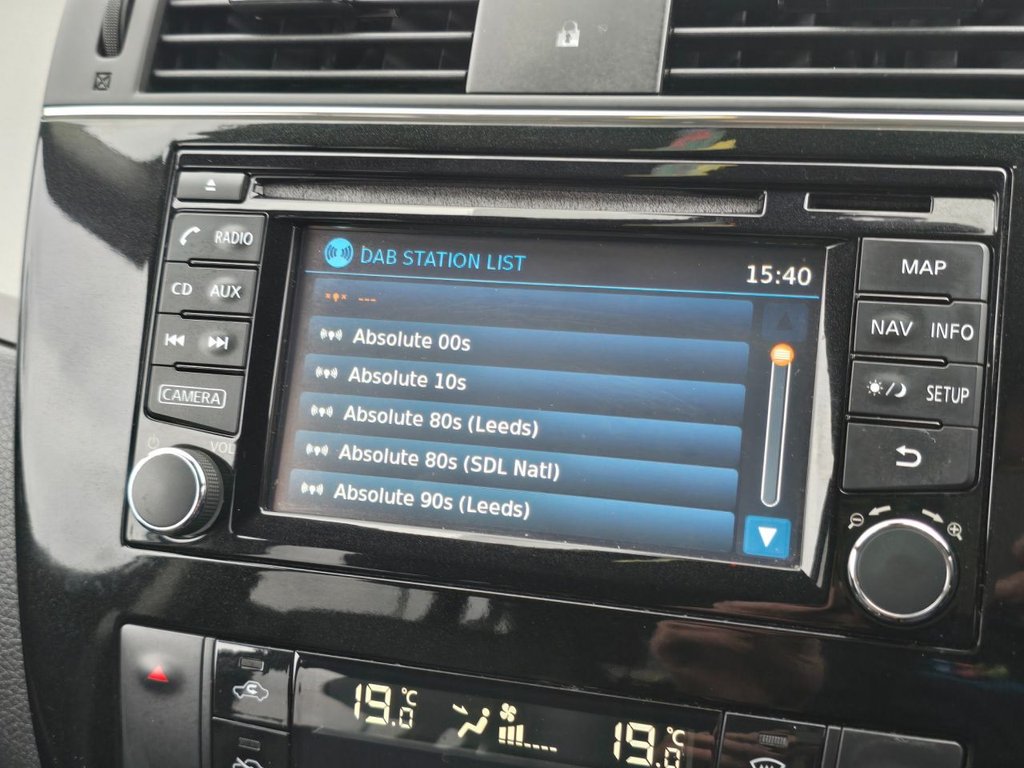 RADIO
CD AUX
CAMERA
VOL
DAB STATION LIST
15:40
---
Absolute 00s
Absolute 10s
Absolute 80s (Leeds)
Absolute 80s (SDL Natl)
Absolute 90s (Leeds)
MAP
NAV INFO
SETUP
19.0 °C
19.0 °C